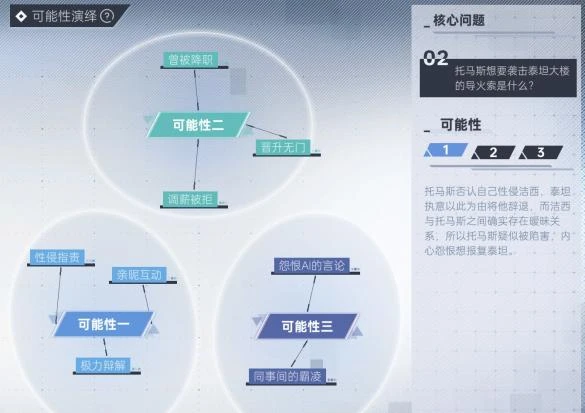 可能性演绎 ?
曾被降职
可能性二
晋升无门
调薪被拒
性侵指责
亲昵互动
可能性一
极力辩解
怨恨AI的言论
可能性三
同事间的霸凌
核心问题
02
托马斯想要袭击泰坦大楼
的导火索是什么?
可能性
1 2 3
托马斯否认自己性侵洁西、泰坦
执意以此为由将他辞退，而洁西
与托马斯之间确实存在暧昧关
系，所以托马斯疑似被陷害，内
心怨恨想报复泰坦。